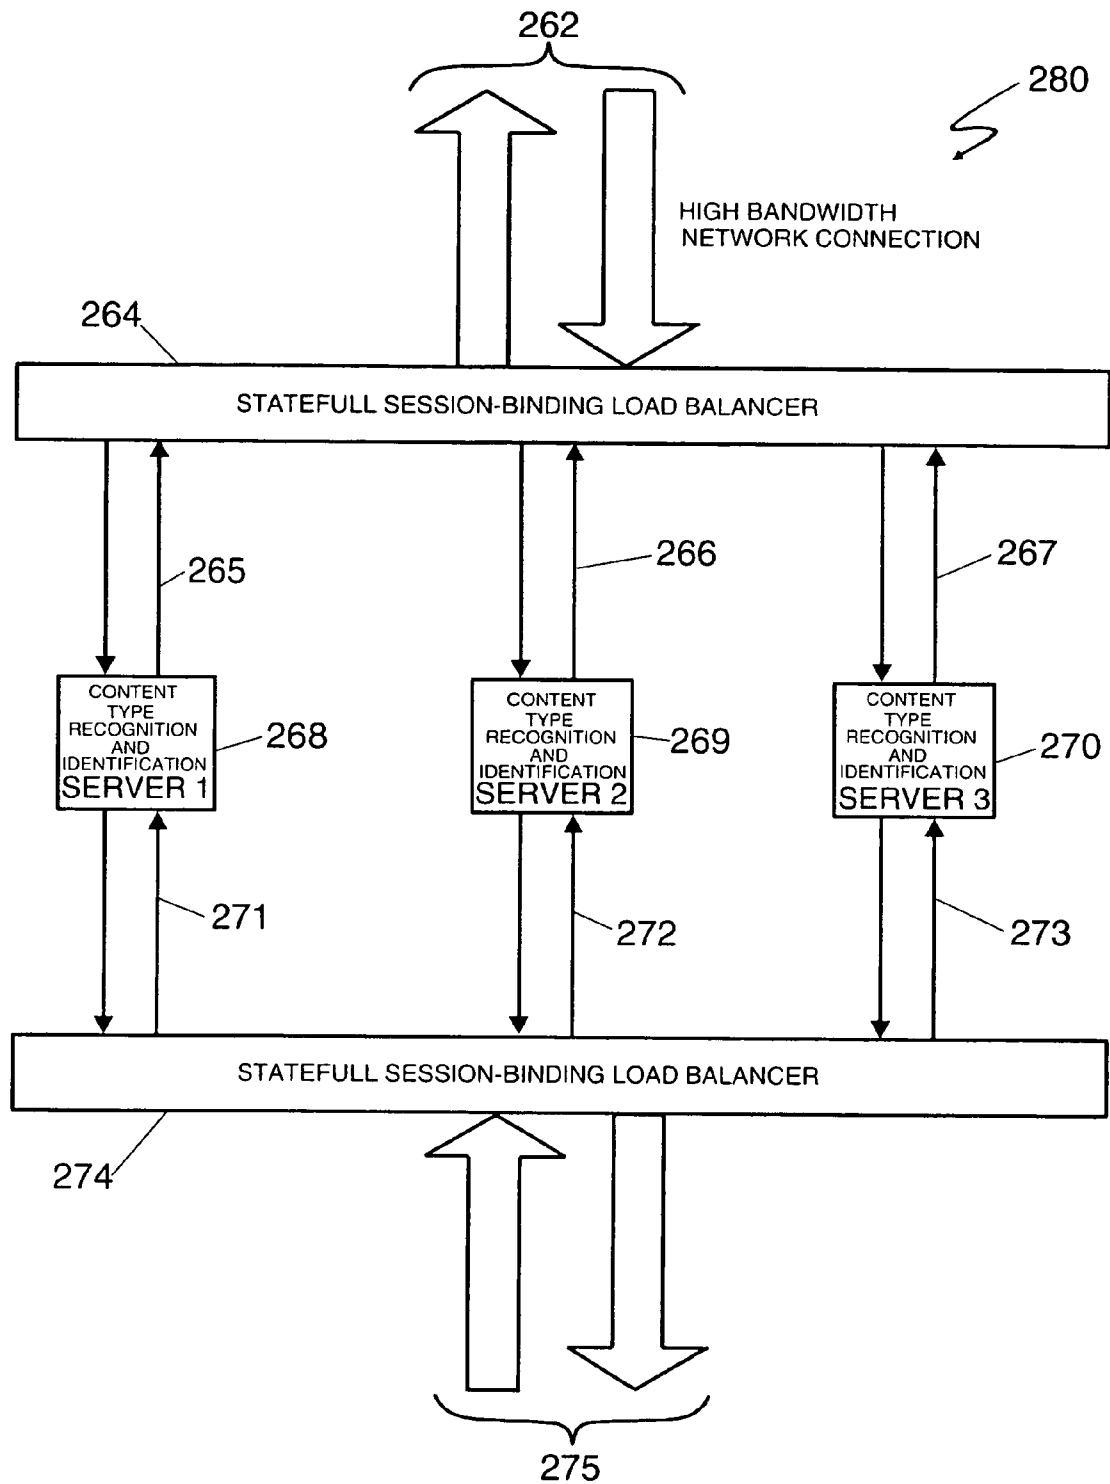 262
280
HIGH BANDWIDTH
NETWORK CONNECTION
264
STATEFULL SESSION-BINDING LOAD BALANCER
265
266
267
CONTENT
TYPE
RECOGNITION
AND
IDENTIFICATION
SERVER 1
268
CONTENT
TYPE
RECOGNITION
AND
IDENTIFICATION
SERVER 2
269
CONTENT
TYPE
RECOGNITION
AND
IDENTIFICATION
SERVER 3
270
271
272
273
STATEFULL SESSION-BINDING LOAD BALANCER
274
275